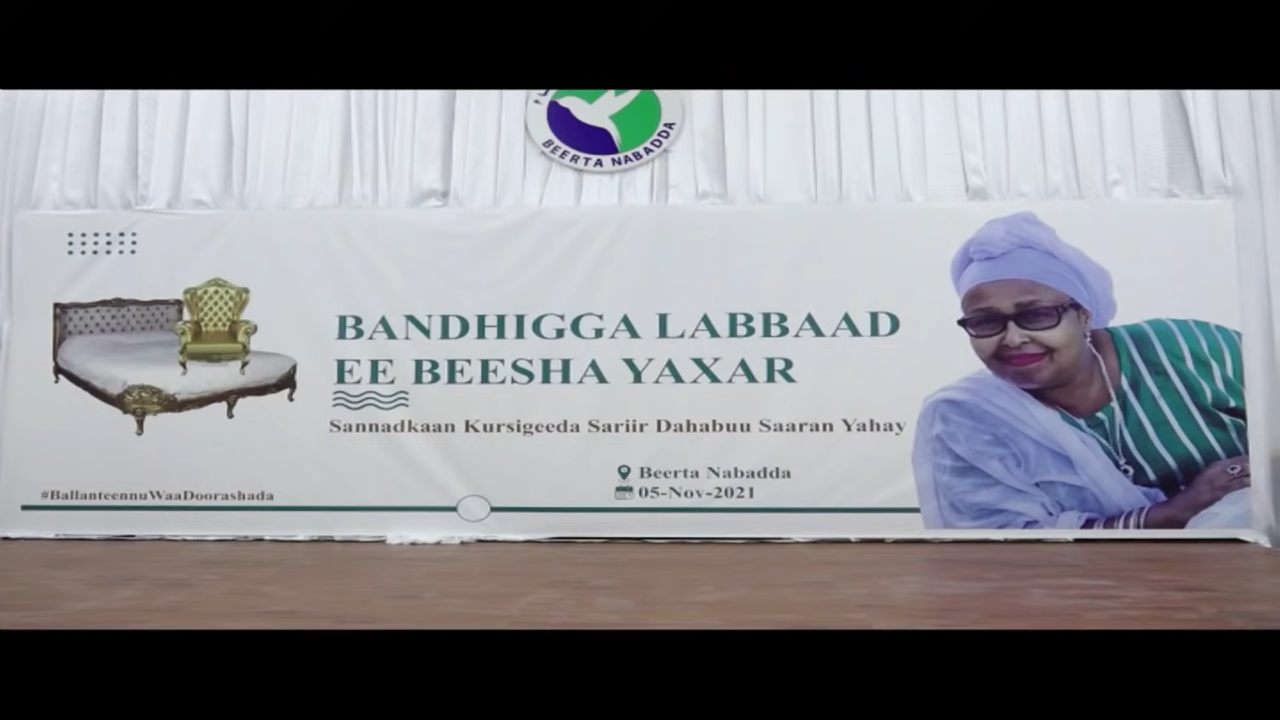 BEERTA NABADDA
BANDHIGGA LABBAAD
EE BEESHA YAXAR
Sannadkaan Kursigeeda Sariir Dahabuu Saaran Yahay
Beerta Nabadda
05-Nov-2021
#BallanteennuWaaDoorashada